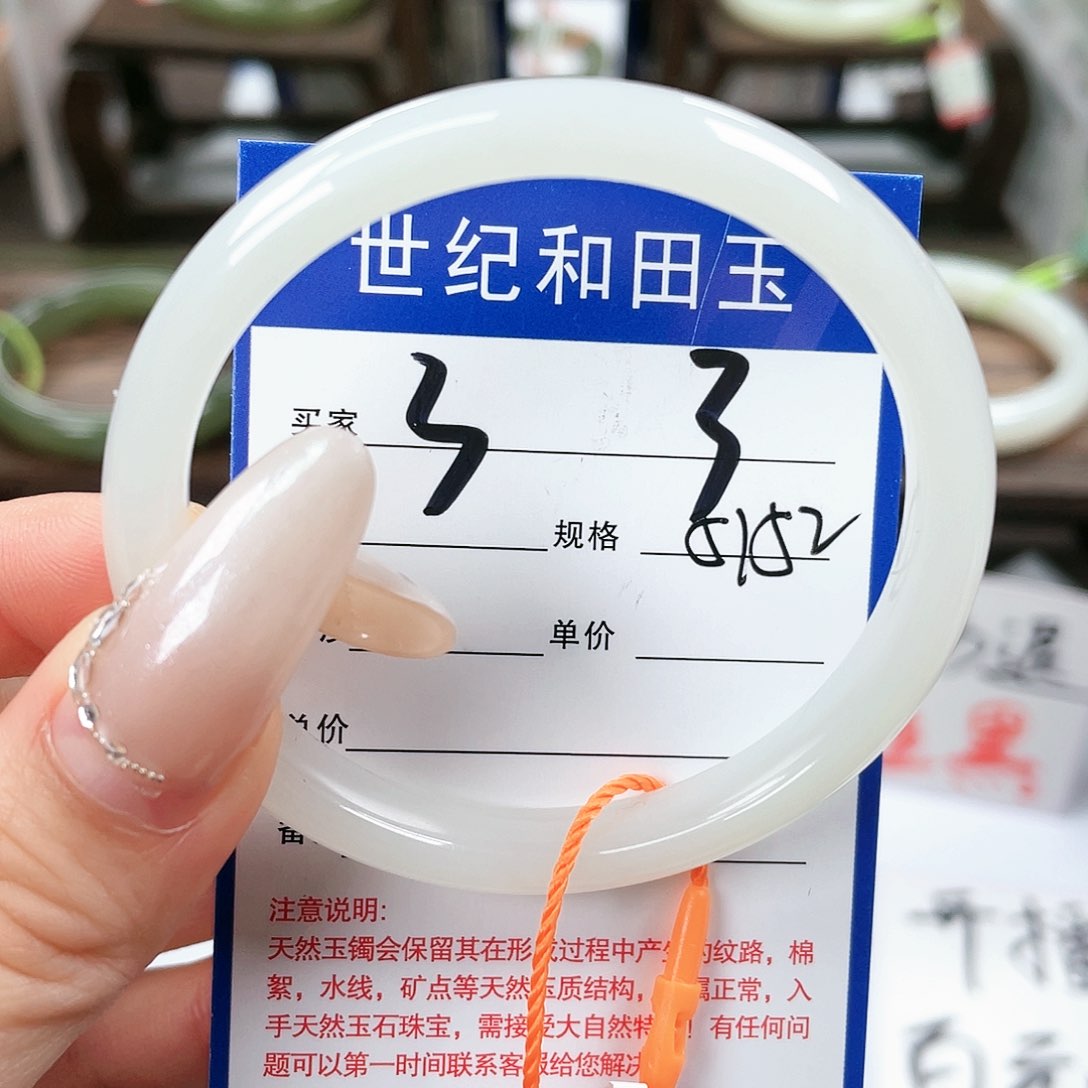 世纪和田玉
买家 33
规格 5152
单价
单价
注意说明:
天然玉镯会保留其在形成过程中产生的纹路，棉
絮，水线，矿点等天然玉质结构，属正常，入
手天然玉石珠宝，需接受大自然特！有任何问
题可以第一时间联系客服给您解决